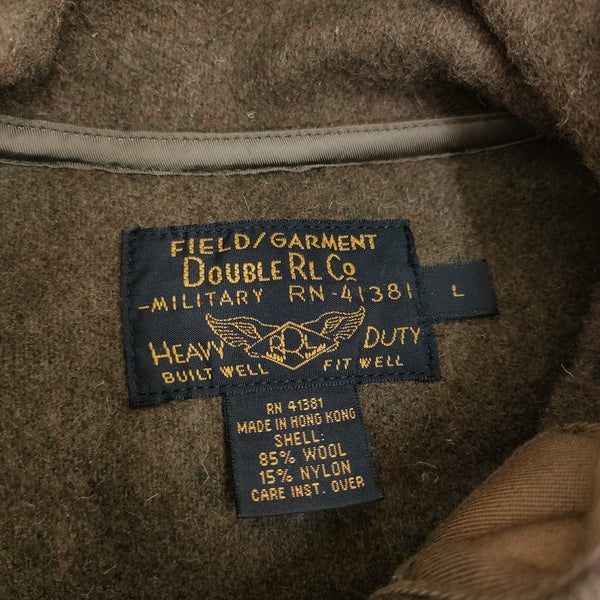 FIELD/GARMENT
DOUBLE RL CO
-MILITARY RN-41381
L
HEAVY RRL DUTY
BUILT WELL FIT WELL
RN 41381
MADE IN HONG KONG
SHELL:
85% WOOL
15% NYLON
CARE INST. OVER